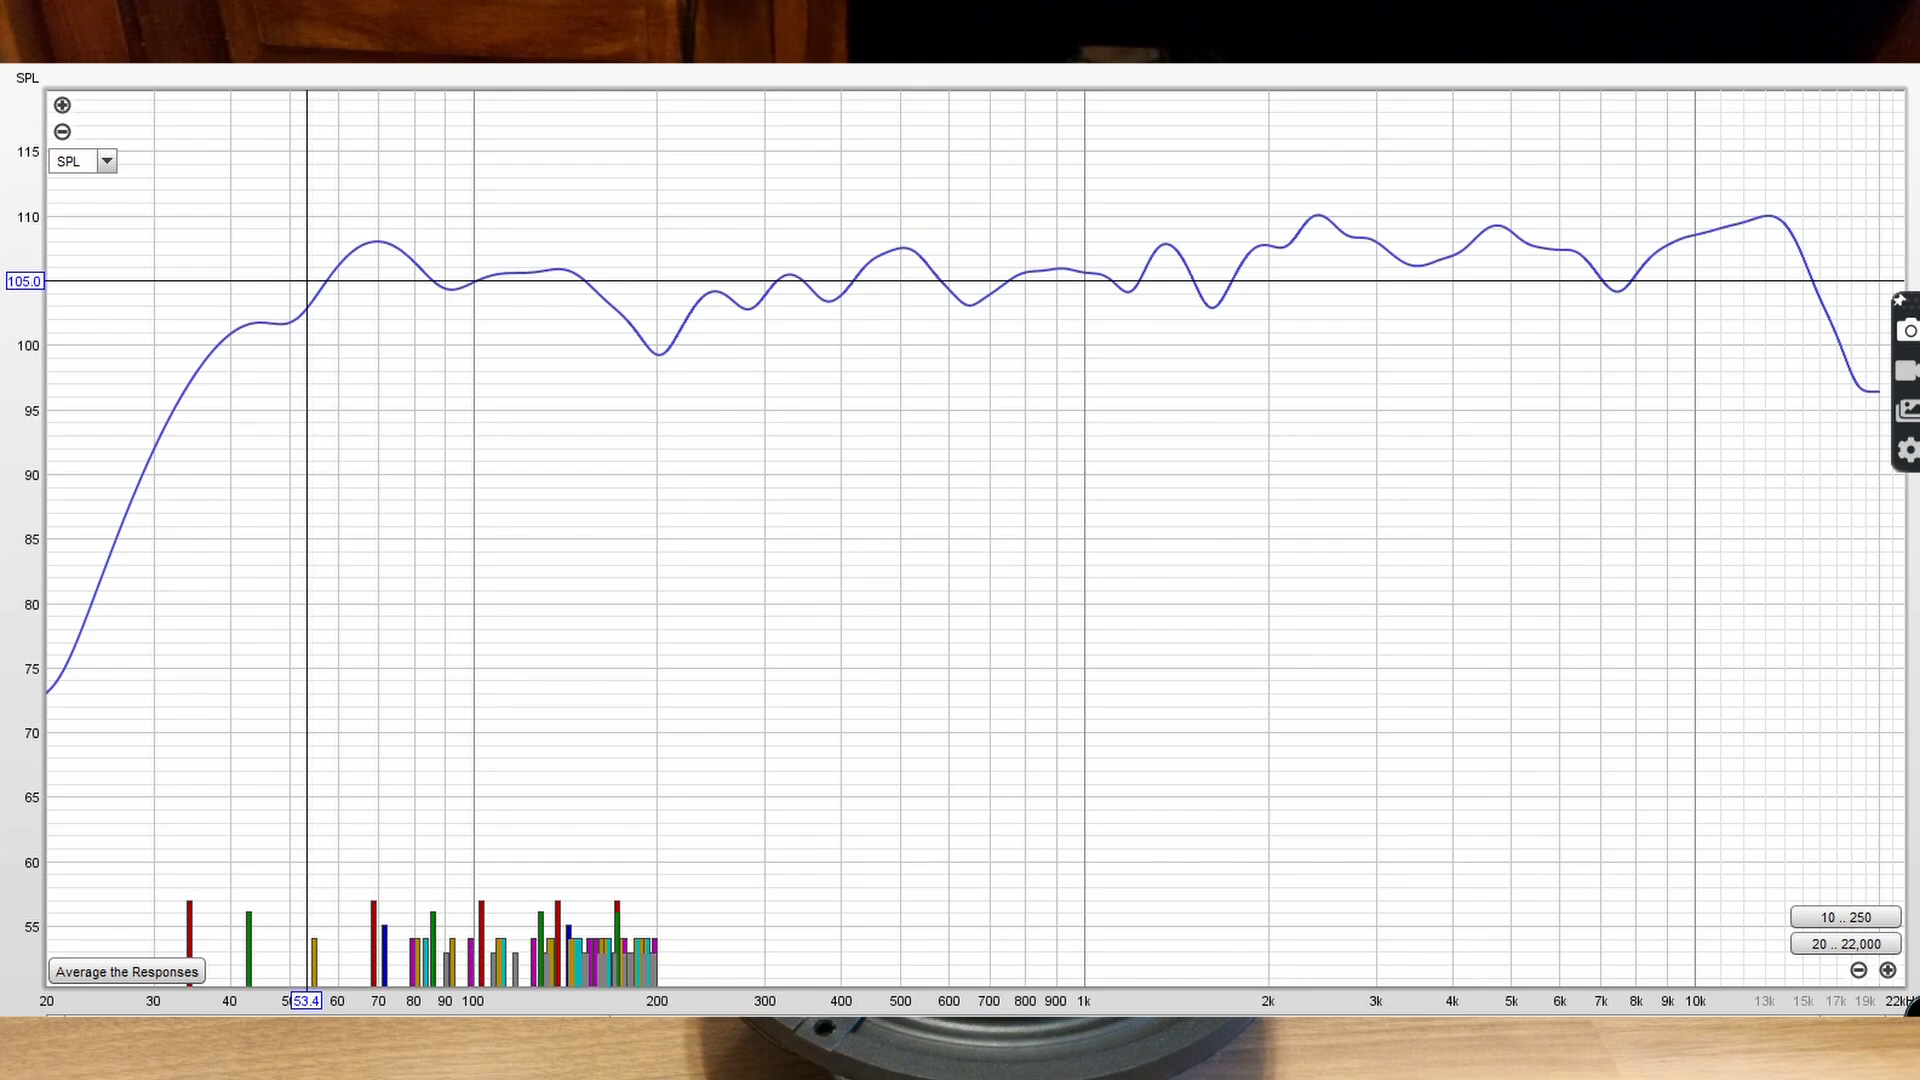 SPL
SPL
115
110
105.0
100
95
90
85
80
75
70
65
60
55
10 .. 250
20 .. 22,000
Average the Responses
20 30 40 53.4 60 70 80 90 100 200 300 400 500 600 700 800 900 1k 2k 3k 4k 5k 6k 7k 8k 9k 10k 13k 15k 17k 19k